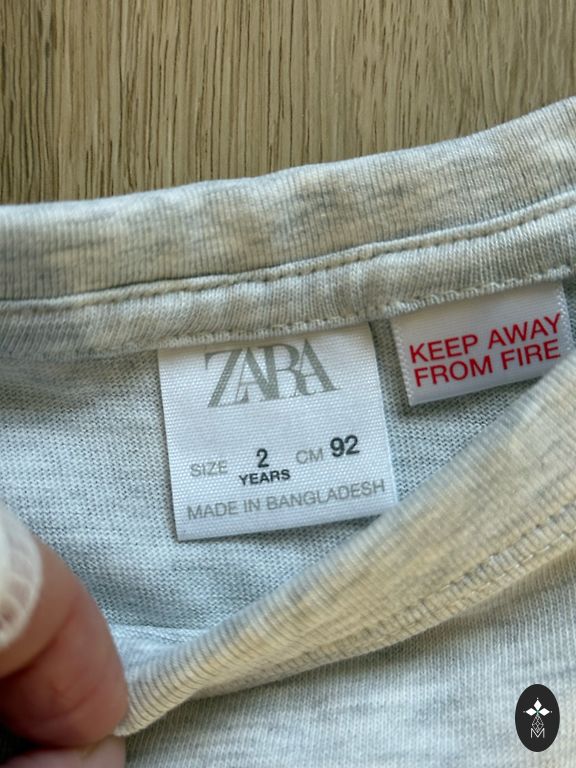 ZARA
SIZE 2 YEARS CM 92
MADE IN BANGLADESH
KEEP AWAY
FROM FIRE
M